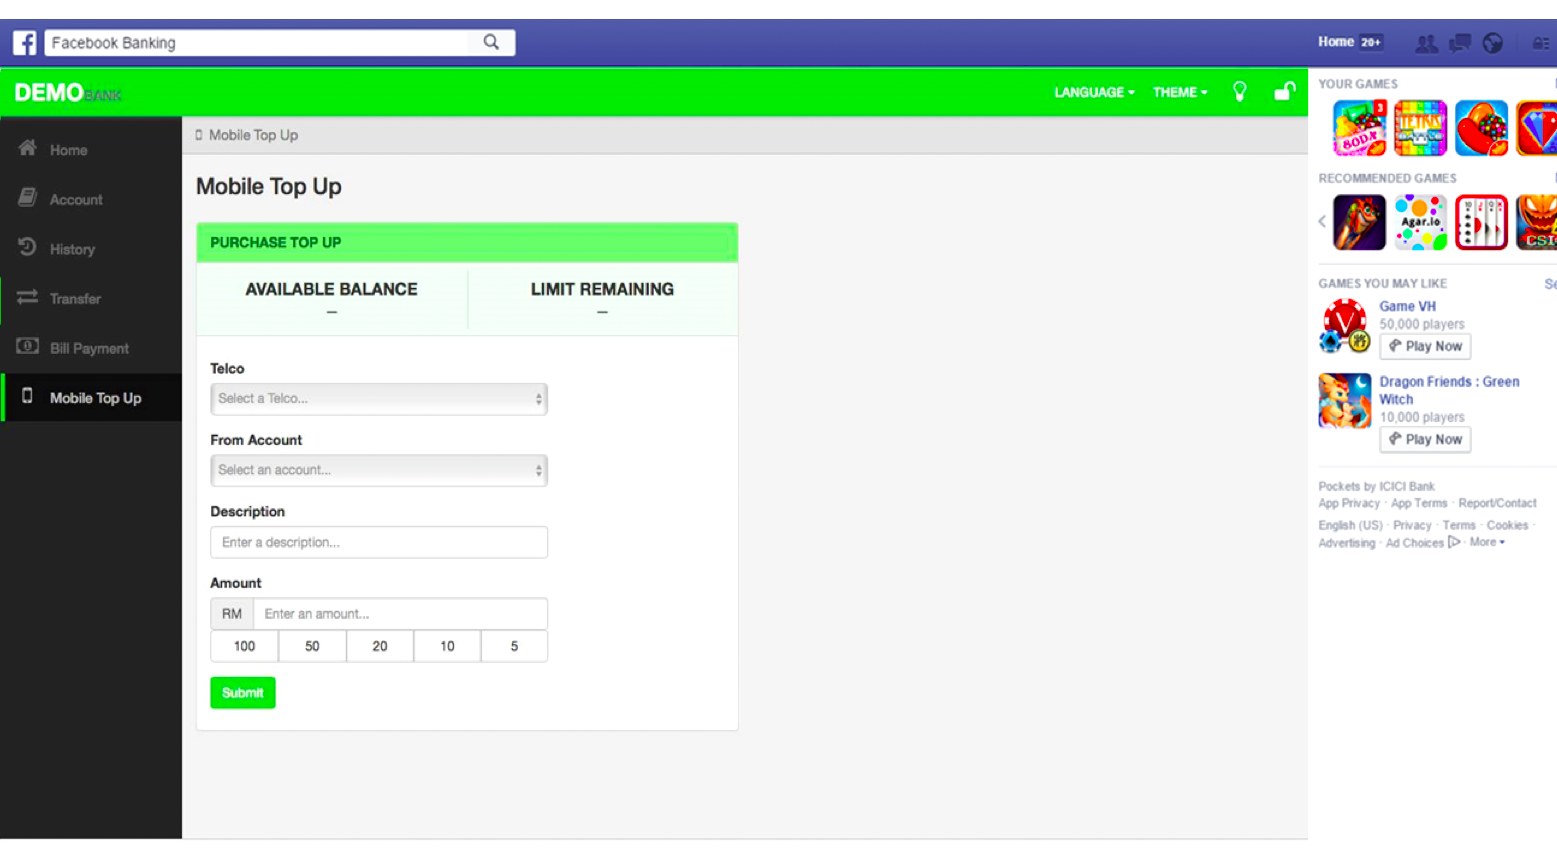 Facebook Banking
Home 20+
DEMOBANK
LANGUAGE
THEME
Home
Account
History
Transfer
Bill Payment
Mobile Top Up
Mobile Top Up
Mobile Top Up
PURCHASE TOP UP
AVAILABLE BALANCE
–
LIMIT REMAINING
–
Telco
Select a Telco...
From Account
Select an account...
Description
Enter a description...
Amount
RM
Enter an amount...
100 50 20 10 5
Submit
YOUR GAMES
3
SODA
TETRIS
BATTLE
RECOMMENDED GAMES
Agar.io
10 J Q K
GAMES YOU MAY LIKE
Se
Game VH
50,000 players
Play Now
Dragon Friends : Green
Witch
10,000 players
Play Now
Pockets by ICICI Bank
App Privacy · App Terms · Report/Contact
English (US) · Privacy · Terms · Cookies ·
Advertising · Ad Choices · More